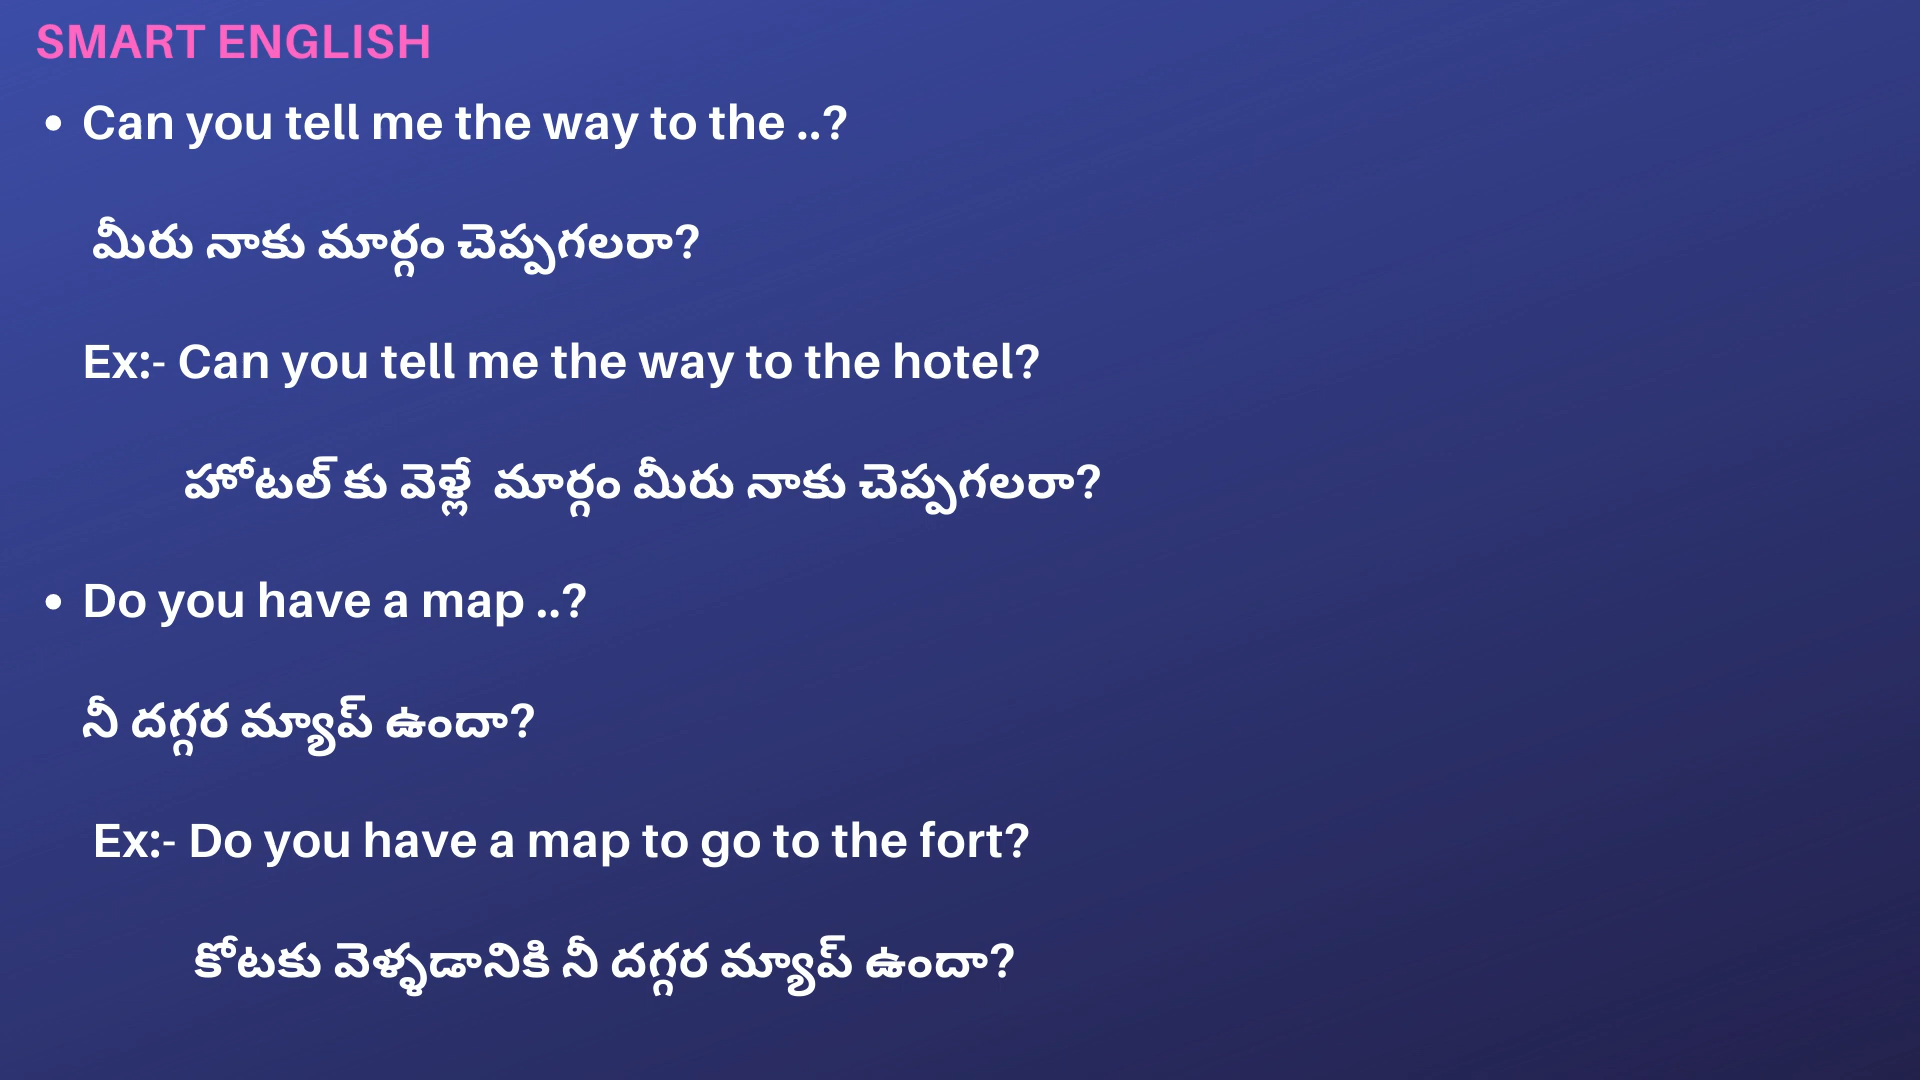 SMART ENGLISH
• Can you tell me the way to the ..?
మీరు నాకు మార్గం చెప్పగలరా?
Ex:- Can you tell me the way to the hotel?
హోటల్ కు వెళ్లే మార్గం మీరు నాకు చెప్పగలరా?
• Do you have a map ..?
నీ దగ్గర మ్యాప్ ఉందా?
Ex:- Do you have a map to go to the fort?
కోటకు వెళ్ళడానికి నీ దగ్గర మ్యాప్ ఉందా?